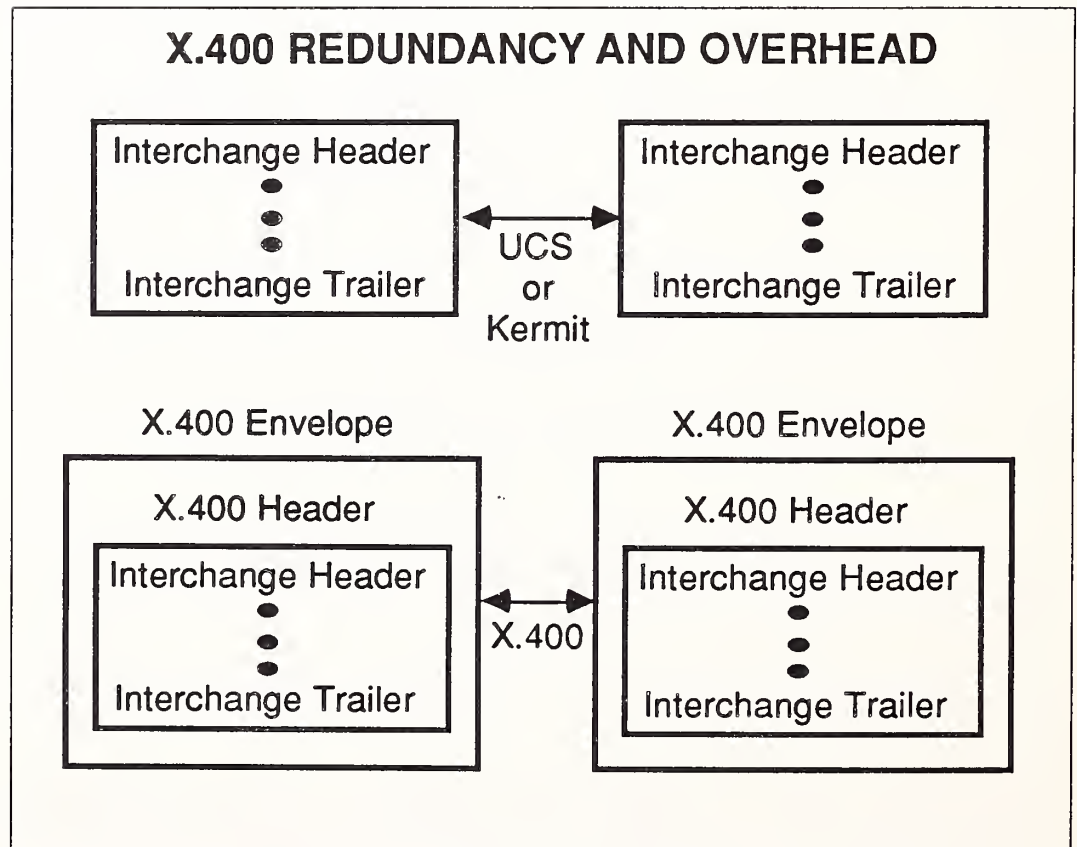 X.400 REDUNDANCY AND OVERHEAD
Interchange Header
Interchange Trailer
UCS
or
Kermit
Interchange Header
Interchange Trailer
X.400 Envelope
X.400 Header
Interchange Header
Interchange Trailer
X.400
X.400 Envelope
X.400 Header
Interchange Header
Interchange Trailer